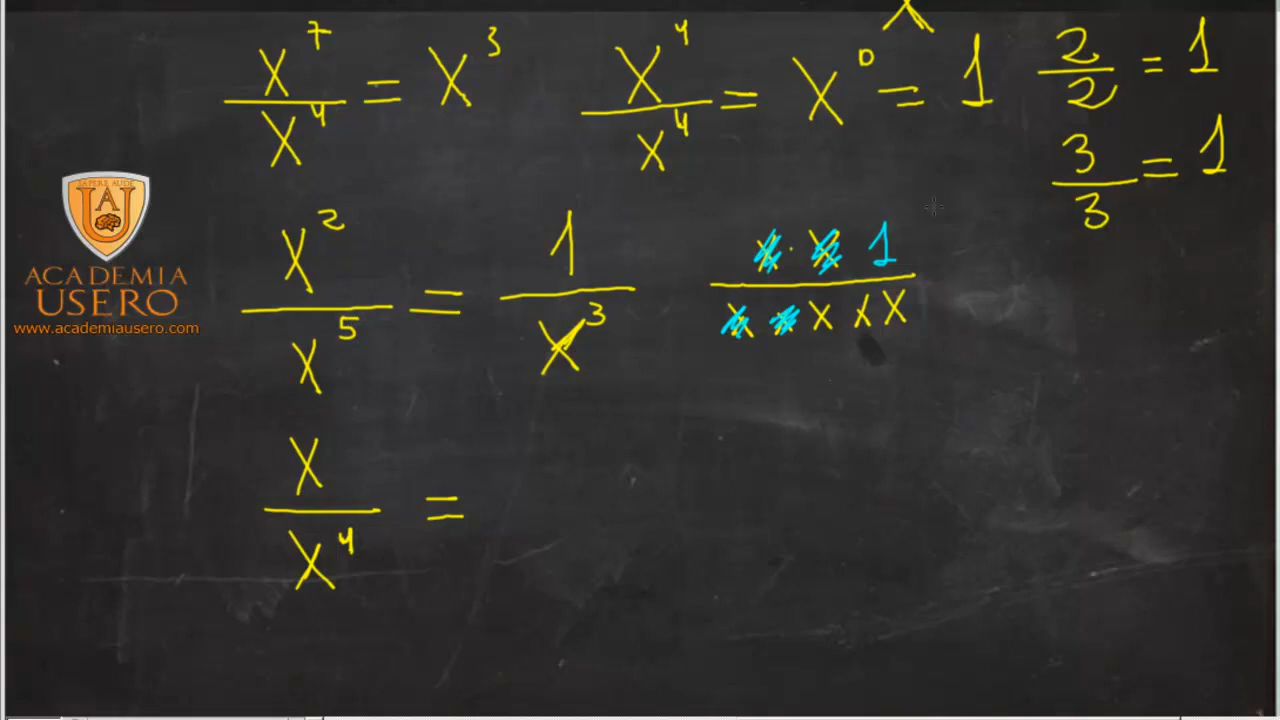 x⁷/x⁴ = x³
x⁴/x⁴ = x⁰ = 1
2/2 = 1
3/3 = 1
SAPERE AUDE
UA
ACADEMIA
USERO
www.academiausero.com
x²/x⁵ = 1/x³
x · x 1 / x x x x x
x/x⁴ =